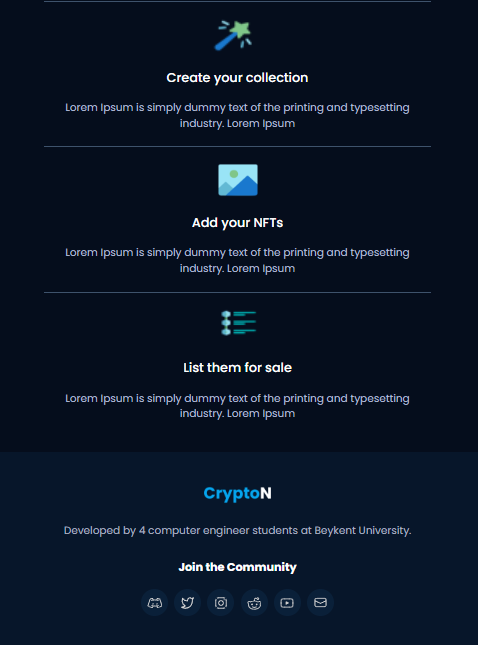 Create your collection
Lorem Ipsum is simply dummy text of the printing and typesetting
industry. Lorem Ipsum
Add your NFTs
Lorem Ipsum is simply dummy text of the printing and typesetting
industry. Lorem Ipsum
List them for sale
Lorem Ipsum is simply dummy text of the printing and typesetting
industry. Lorem Ipsum
CryptoN
Developed by 4 computer engineer students at Beykent University.
Join the Community